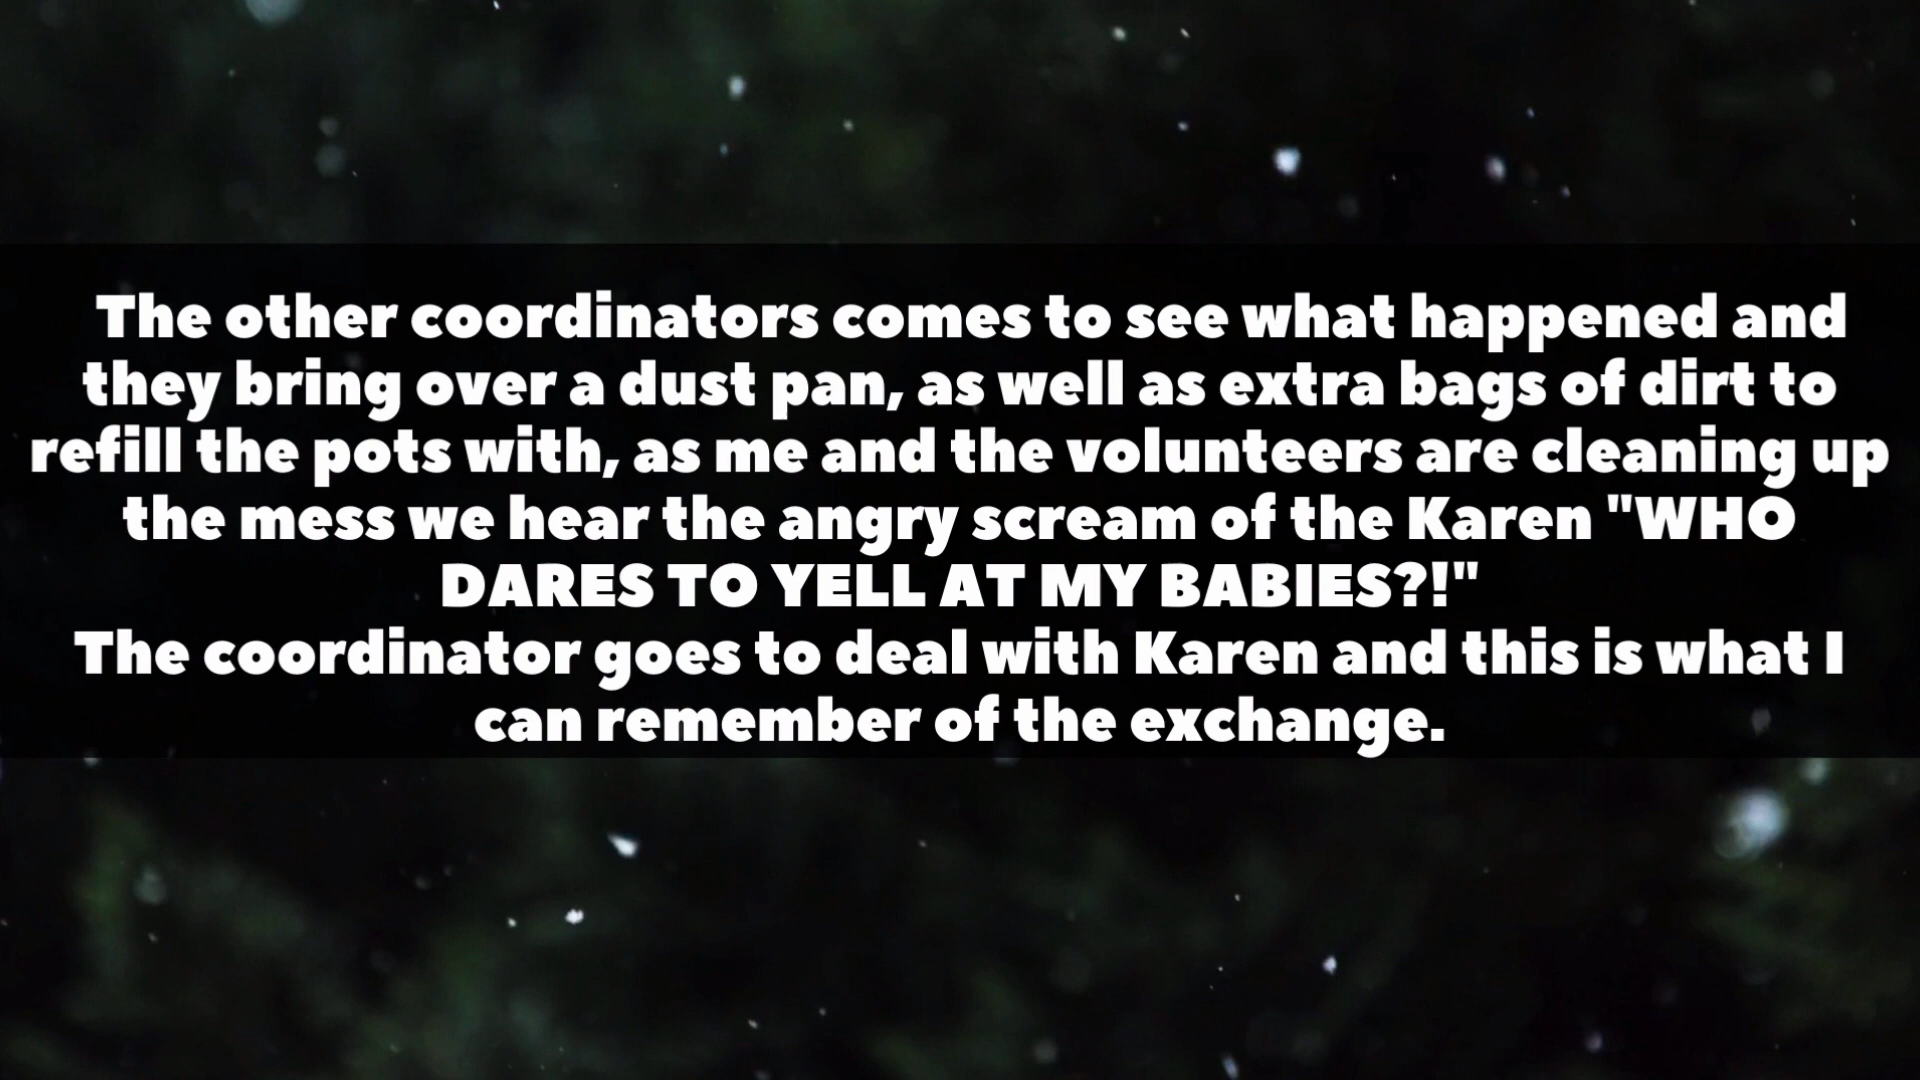 The other coordinators comes to see what happened and
they bring over a dust pan, as well as extra bags of dirt to
refill the pots with, as me and the volunteers are cleaning up
the mess we hear the angry scream of the Karen "WHO
DARES TO YELL AT MY BABIES?!"
The coordinator goes to deal with Karen and this is what I
can remember of the exchange.